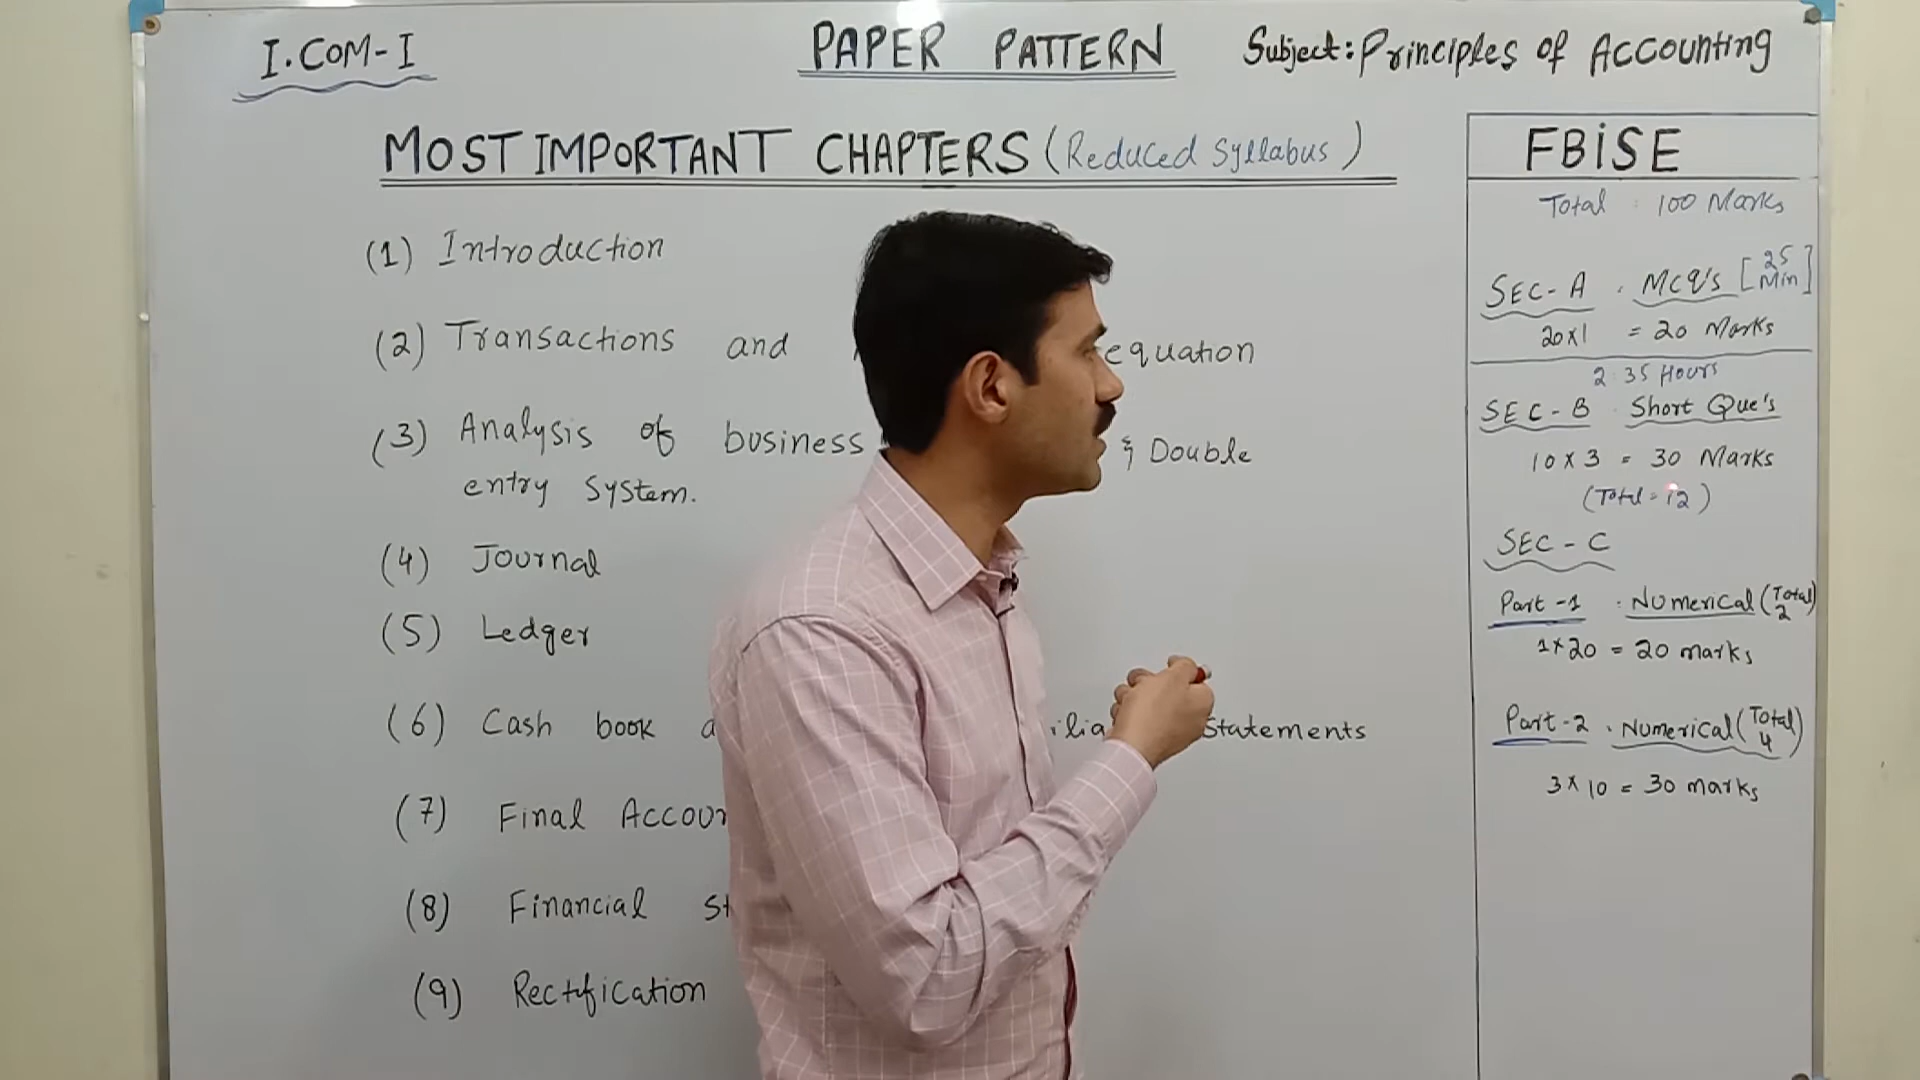 I.COM-I
PAPER PATTERN
Subject: Principles of Accounting
MOST IMPORTANT CHAPTERS (Reduced Syllabus)
(1) Introduction
(2) Transactions and equation
(3) Analysis of business & Double
entry System.
(4) Journal
(5) Ledger
(6) Cash book Statements
(7) Final
(8) Financial
(9) Rectification
FBiSE
Total : 100 Marks
SEC-A . MCQ's [25 Min]
20x1 = 20 Marks
2:35 Hours
SEC-B . Short Que's
10 x 3 = 30 Marks
(Total = 12)
SEC-C
Part-1 : Numerical (Total 2)
1x20 = 20 marks
Part-2 . Numerical (Total 4)
3x10 = 30 marks